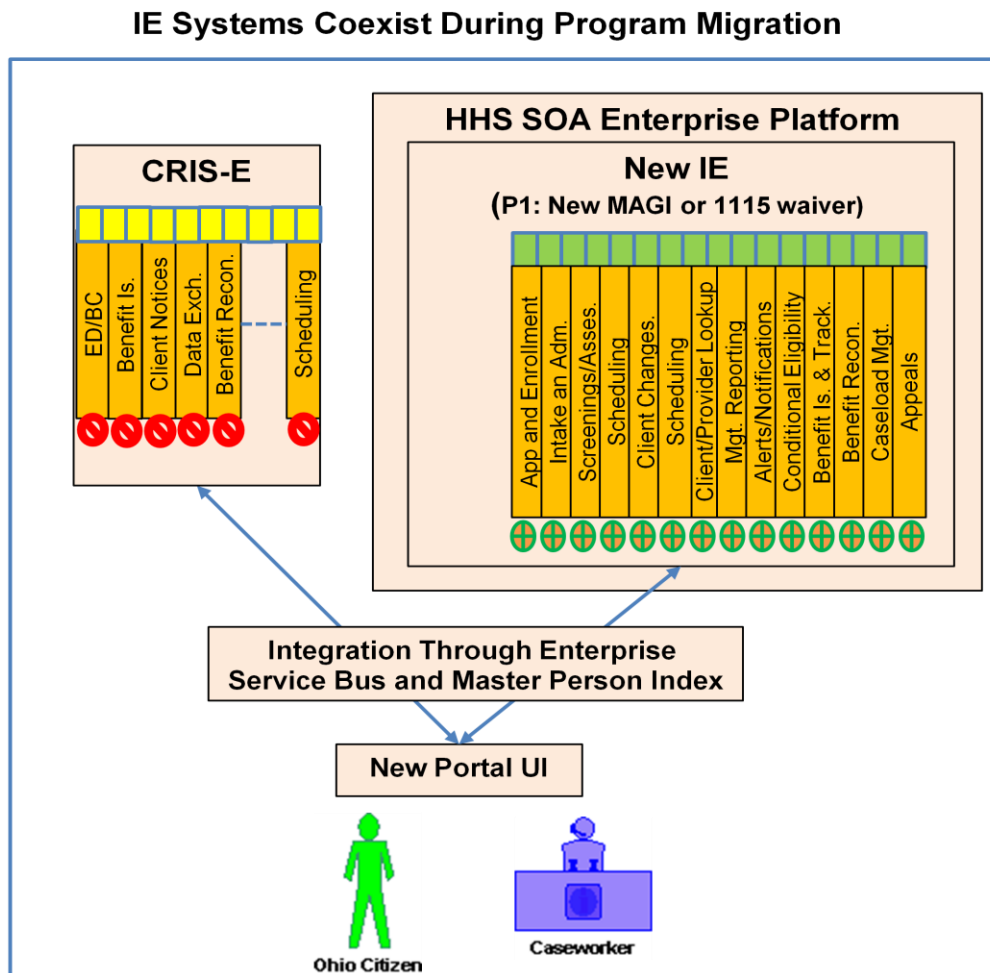 IE Systems Coexist During Program Migration
HHS SOA Enterprise Platform
CRIS-E
New IE
(P1: New MAGI or 1115 waiver)
ED/BC
Benefit Is.
Client Notices
Data Exch.
Benefit Recon.
Scheduling
App and Enrollment
Intake an Adm.
Screenings/Asses.
Scheduling
Client Changes.
Scheduling
Client/Provider Lookup
Mgt. Reporting
Alerts/Notifications
Conditional Eligibility
Benefit Is. & Track.
Benefit Recon.
Caseload Mgt.
Appeals
Integration Through Enterprise
Service Bus and Master Person Index
New Portal UI
Ohio Citizen
Caseworker